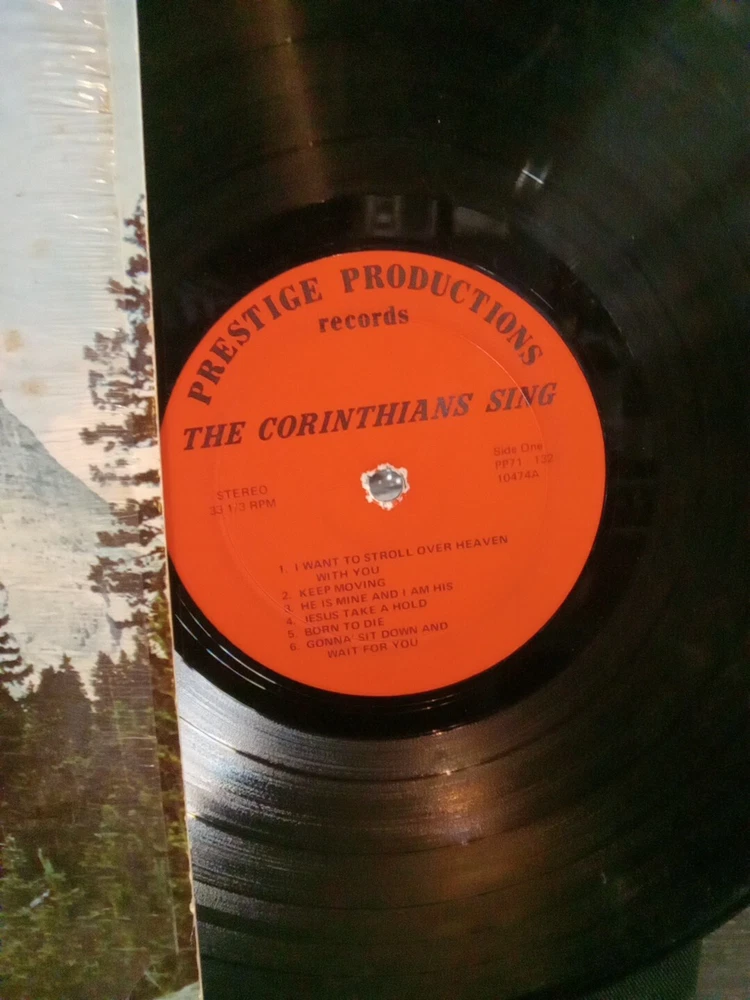 PRESTIGE PRODUCTIONS
records
THE CORINTHIANS SING
Side One
PP71 - 132
10474A
STEREO
33 1/3 RPM
1. I WANT TO STROLL OVER HEAVEN
WITH YOU
2. KEEP MOVING
3. HE IS MINE AND I AM HIS
4. JESUS TAKE A HOLD
5. BORN TO DIE
6. GONNA' SIT DOWN AND
WAIT FOR YOU